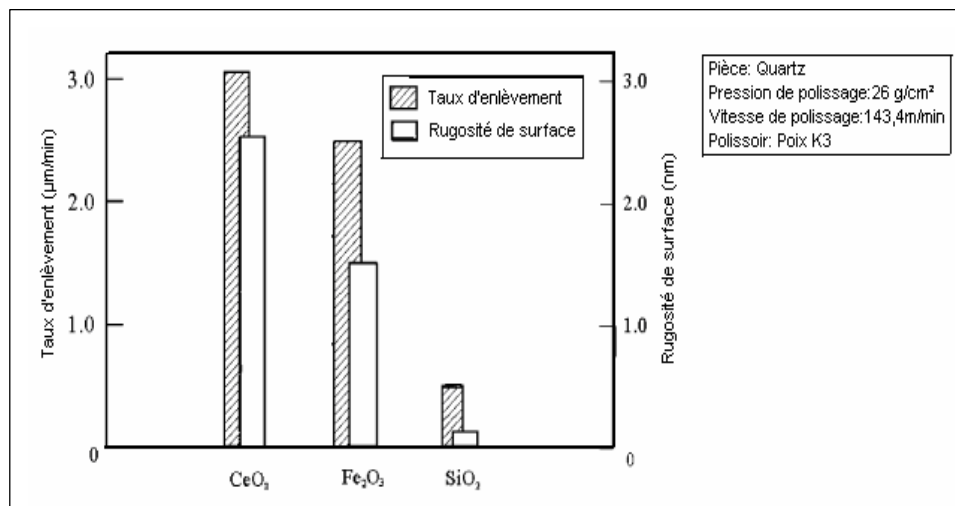 3.0
2.0
1.0
0
Taux d'enlèvement (µm/min)
Taux d'enlèvement
Rugosité de surface
3.0
2.0
1.0
0
Rugosité de surface (nm)
CeO₂
Fe₂O₃
SiO₂
Pièce: Quartz
Pression de polissage:26 g/cm²
Vitesse de polissage:143,4m/min
Polissoir: Poix K3